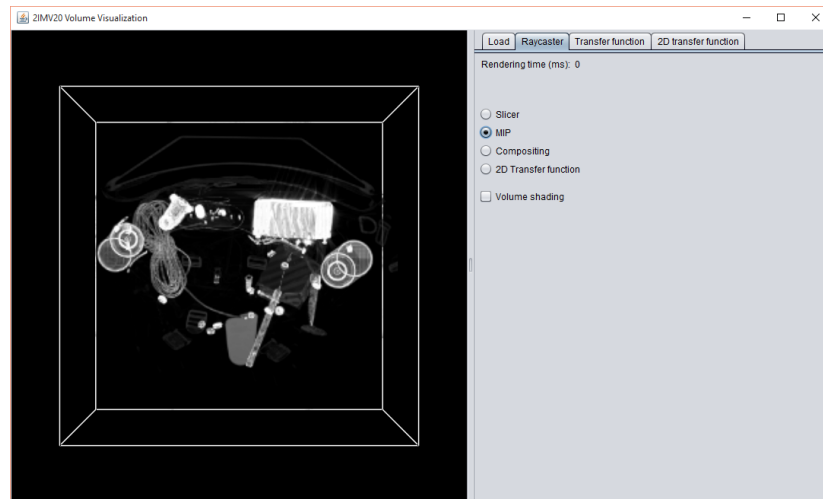 2IMV20 Volume Visualization
Load Raycaster Transfer function 2D transfer function
Rendering time (ms): 0
Slicer
MIP
Compositing
2D Transfer function
Volume shading